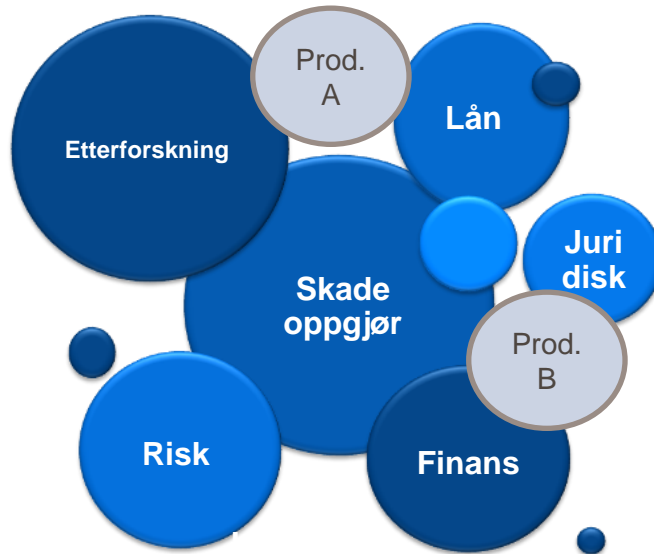 Prod.
A
Lån
Etterforskning
Juri
disk
Skade
oppgjør
Prod.
B
Risk
Finans